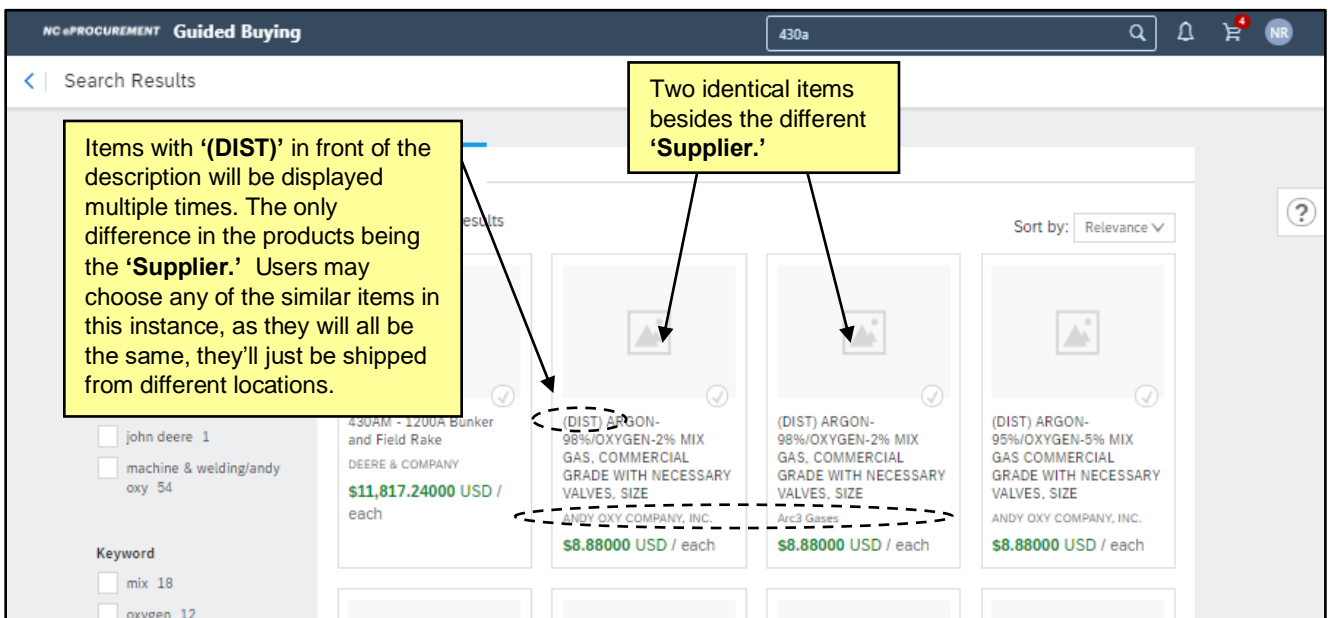 NC ePROCUREMENT Guided Buying
430a
4
NR
Search Results
Two identical items
besides the different
‘Supplier.’
Items with ‘(DIST)’ in front of the
description will be displayed
multiple times. The only
difference in the products being
the ‘Supplier.’ Users may
choose any of the similar items in
this instance, as they will all be
the same, they’ll just be shipped
from different locations.
Sort by: Relevance
?
john deere 1
machine & welding/andy
oxy 54
Keyword
mix 18
oxygen 12
430AM - 1200A Bunker
and Field Rake
DEERE & COMPANY
$11,817.24000 USD /
each
(DIST) ARGON-
98%/OXYGEN-2% MIX
GAS, COMMERCIAL
GRADE WITH NECESSARY
VALVES, SIZE
ANDY OXY COMPANY, INC.
$8.88000 USD / each
(DIST) ARGON-
98%/OXYGEN-2% MIX
GAS, COMMERCIAL
GRADE WITH NECESSARY
VALVES, SIZE
Arc3 Gases
$8.88000 USD / each
(DIST) ARGON-
95%/OXYGEN-5% MIX
GAS COMMERCIAL
GRADE WITH NECESSARY
VALVES, SIZE
ANDY OXY COMPANY, INC.
$8.88000 USD / each